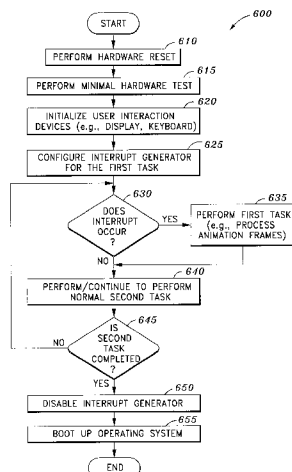 600
START
610
PERFORM HARDWARE RESET
615
PERFORM MINIMAL HARDWARE TEST
620
INITIALIZE USER INTERACTION
DEVICES (e.g., DISPLAY, KEYBOARD)
625
CONFIGURE INTERRUPT GENERATOR
FOR THE FIRST TASK
630
DOES
INTERRUPT
OCCUR
?
YES
635
PERFORM FIRST TASK
(e.g., PROCESS
ANIMATION FRAMES)
NO
640
PERFORM/CONTINUE TO PERFORM
NORMAL SECOND TASK
645
IS
SECOND
TASK
COMPLETED
?
NO
YES
650
DISABLE INTERRUPT GENERATOR
655
BOOT UP OPERATING SYSTEM
END